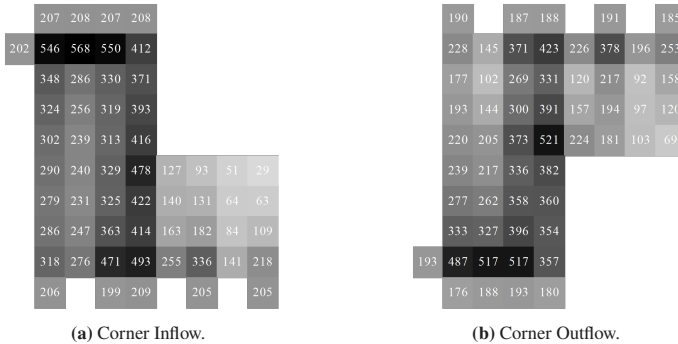 207 208 207 208
202 546 568 550 412
348 286 330 371
324 256 319 393
302 239 313 416
290 240 329 478 127 93 51 29
279 231 325 422 140 131 64 63
286 247 363 414 163 182 84 109
318 276 471 493 255 336 141 218
206 199 209 205 205
(a) Corner Inflow.
190 187 188 191 185
228 145 371 423 226 378 196 253
177 102 269 331 120 217 92 158
193 144 300 391 157 194 97 120
220 205 373 521 224 181 103 69
239 217 336 382
277 262 358 360
333 327 396 354
193 487 517 517 357
176 188 193 180
(b) Corner Outflow.